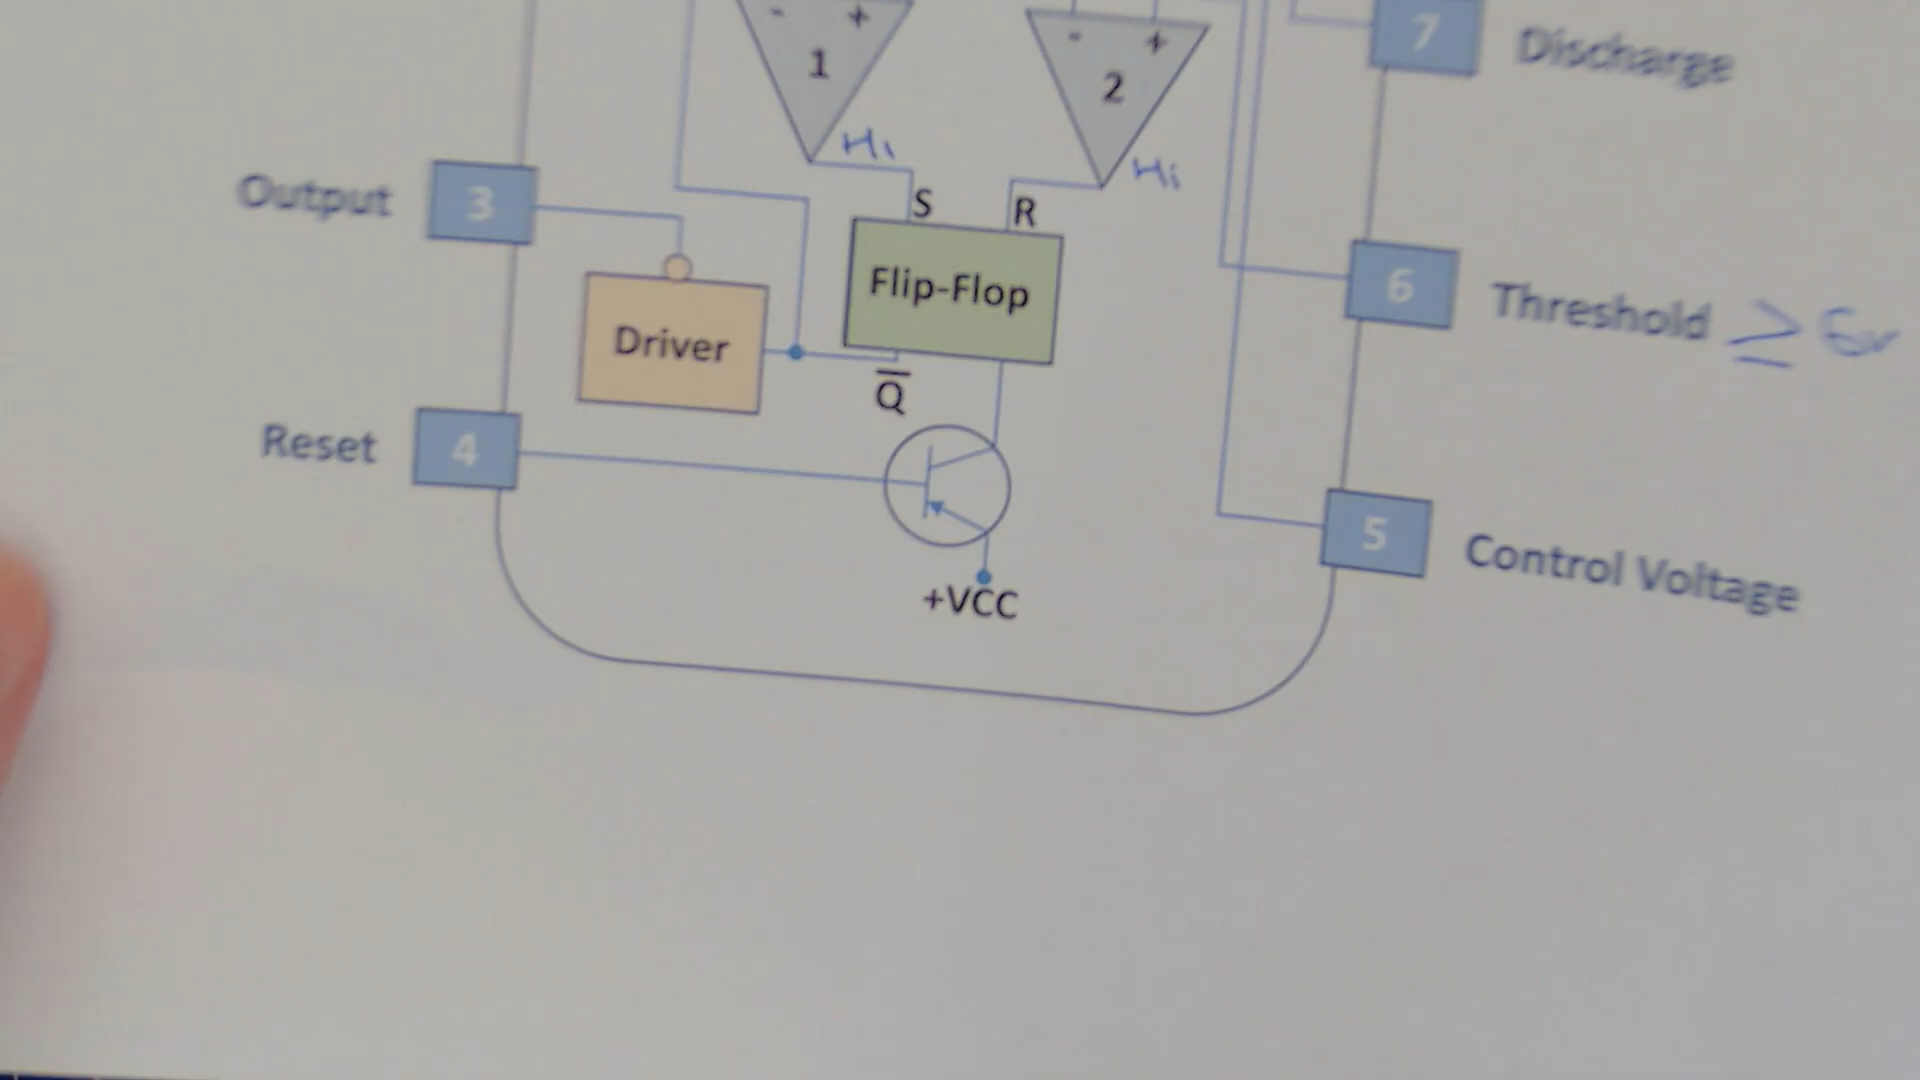 - +
1
- +
2
7 Discharge
Hi
Hi
Output 3
S R
Flip-Flop
Driver
6 Threshold ≥ 6v
Q̅
Reset 4
5 Control Voltage
+VCC